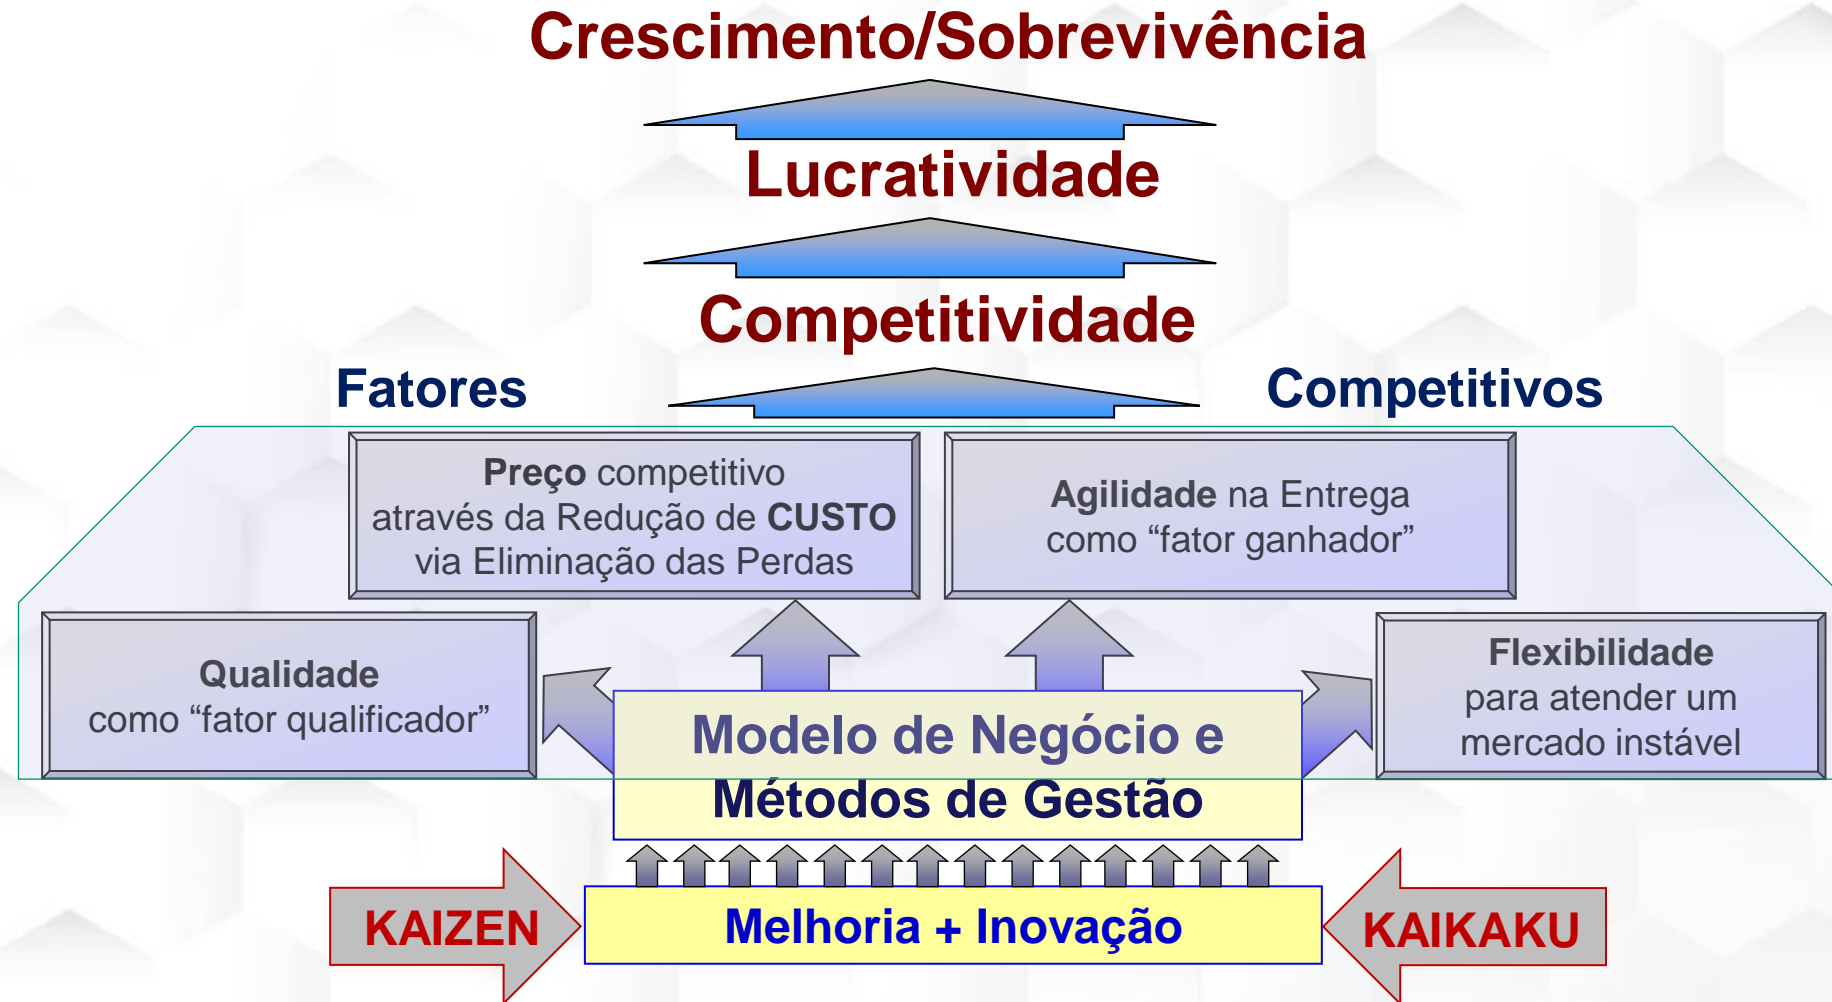 Crescimento/Sobrevivência
Lucratividade
Competitividade
Fatores
Competitivos
Preço competitivo
através da Redução de CUSTO
via Eliminação das Perdas
Agilidade na Entrega
como “fator ganhador”
Qualidade
como “fator qualificador”
Flexibilidade
para atender um
mercado instável
Modelo de Negócio e
Métodos de Gestão
KAIZEN
Melhoria + Inovação
KAIKAKU